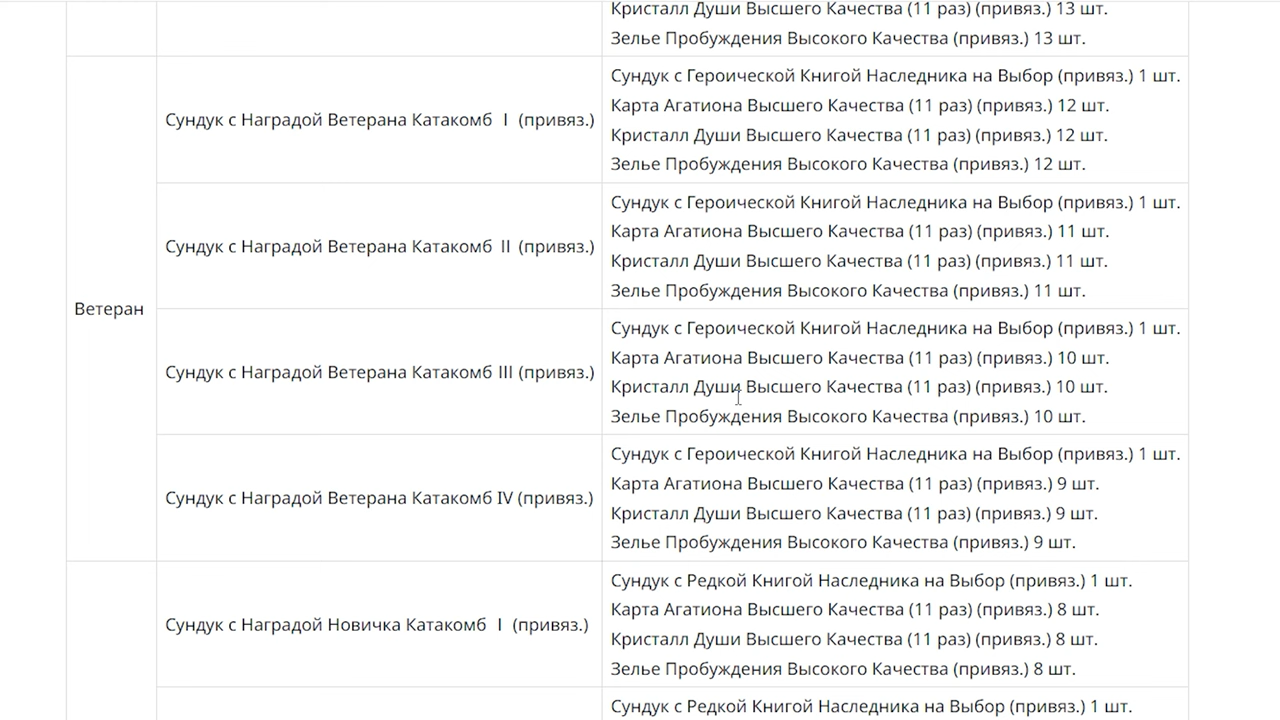 Кристалл Души Высшего Качества (11 раз) (привяз.) 13 шт.
Зелье Пробуждения Высокого Качества (привяз.) 13 шт.
Ветеран
Сундук с Наградой Ветерана Катакомб I (привяз.)
Сундук с Героической Книгой Наследника на Выбор (привяз.) 1 шт.
Карта Агатиона Высшего Качества (11 раз) (привяз.) 12 шт.
Кристалл Души Высшего Качества (11 раз) (привяз.) 12 шт.
Зелье Пробуждения Высокого Качества (привяз.) 12 шт.
Сундук с Наградой Ветерана Катакомб II (привяз.)
Сундук с Героической Книгой Наследника на Выбор (привяз.) 1 шт.
Карта Агатиона Высшего Качества (11 раз) (привяз.) 11 шт.
Кристалл Души Высшего Качества (11 раз) (привяз.) 11 шт.
Зелье Пробуждения Высокого Качества (привяз.) 11 шт.
Сундук с Наградой Ветерана Катакомб III (привяз.)
Сундук с Героической Книгой Наследника на Выбор (привяз.) 1 шт.
Карта Агатиона Высшего Качества (11 раз) (привяз.) 10 шт.
Кристалл Души Высшего Качества (11 раз) (привяз.) 10 шт.
Зелье Пробуждения Высокого Качества (привяз.) 10 шт.
Сундук с Наградой Ветерана Катакомб IV (привяз.)
Сундук с Героической Книгой Наследника на Выбор (привяз.) 1 шт.
Карта Агатиона Высшего Качества (11 раз) (привяз.) 9 шт.
Кристалл Души Высшего Качества (11 раз) (привяз.) 9 шт.
Зелье Пробуждения Высокого Качества (привяз.) 9 шт.
Сундук с Наградой Новичка Катакомб I (привяз.)
Сундук с Редкой Книгой Наследника на Выбор (привяз.) 1 шт.
Карта Агатиона Высшего Качества (11 раз) (привяз.) 8 шт.
Кристалл Души Высшего Качества (11 раз) (привяз.) 8 шт.
Зелье Пробуждения Высокого Качества (привяз.) 8 шт.
Сундук с Редкой Книгой Наследника на Выбор (привяз.) 1 шт.